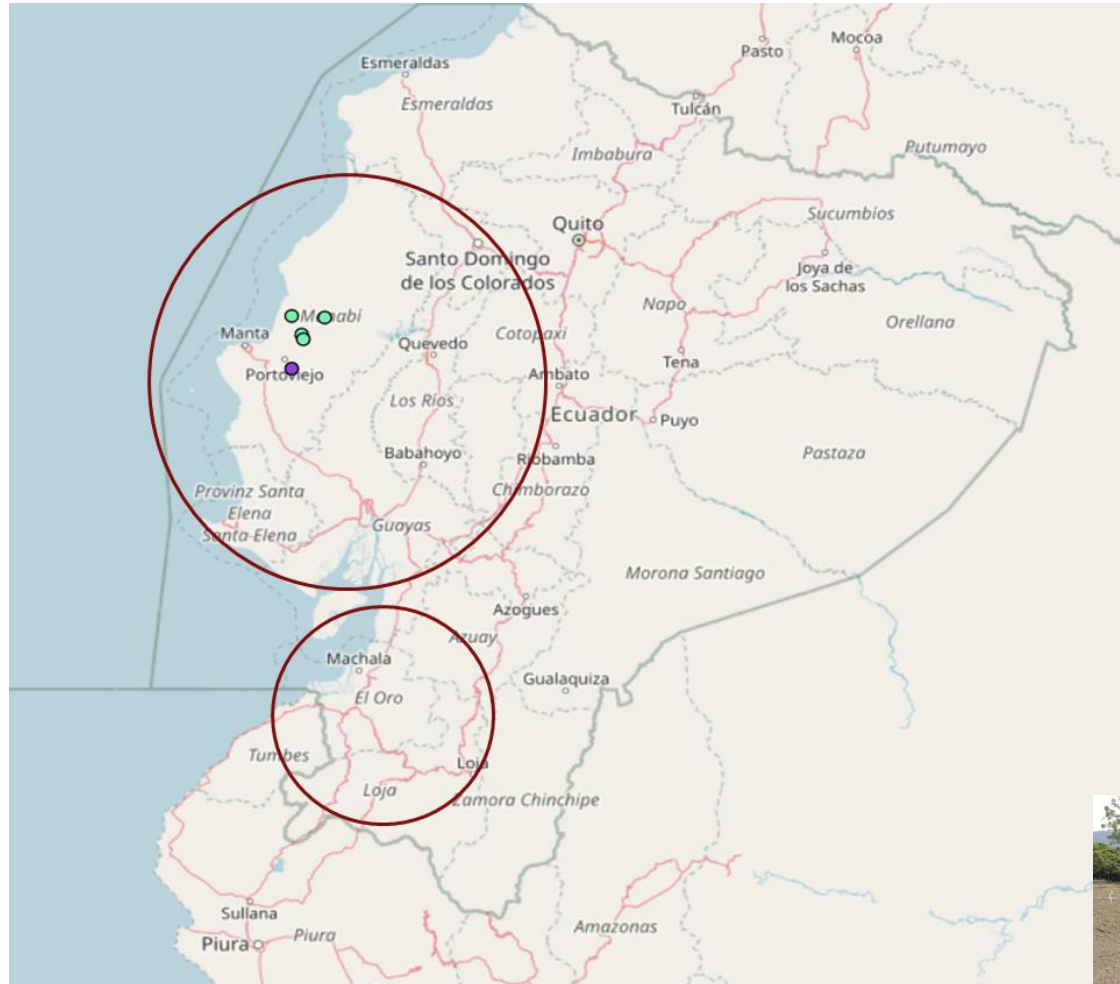 Pasto
Mocoa
Esmeraldas
Esmeraldas
Tulcán
Imbabura
Putumayo
Sucumbios
Quito
Santo Domingo
de los Colorados
Joya de
los Sachas
Napo
Orellana
Manta
Cotopaxi
Quevedo
Tena
Portoviejo
Ambato
Los Ríos
Ecuador
Puyo
Babahoyo
Riobamba
Pastaza
Chimborazo
Provinz Santa
Elena
Santa Elena
Guayas
Morona Santiago
Azogues
Azuay
Machala
Gualaquiza
El Oro
Tumbes
Loja
Loja
Zamora Chinchipe
Sullana
Amazonas
Piura
Piura